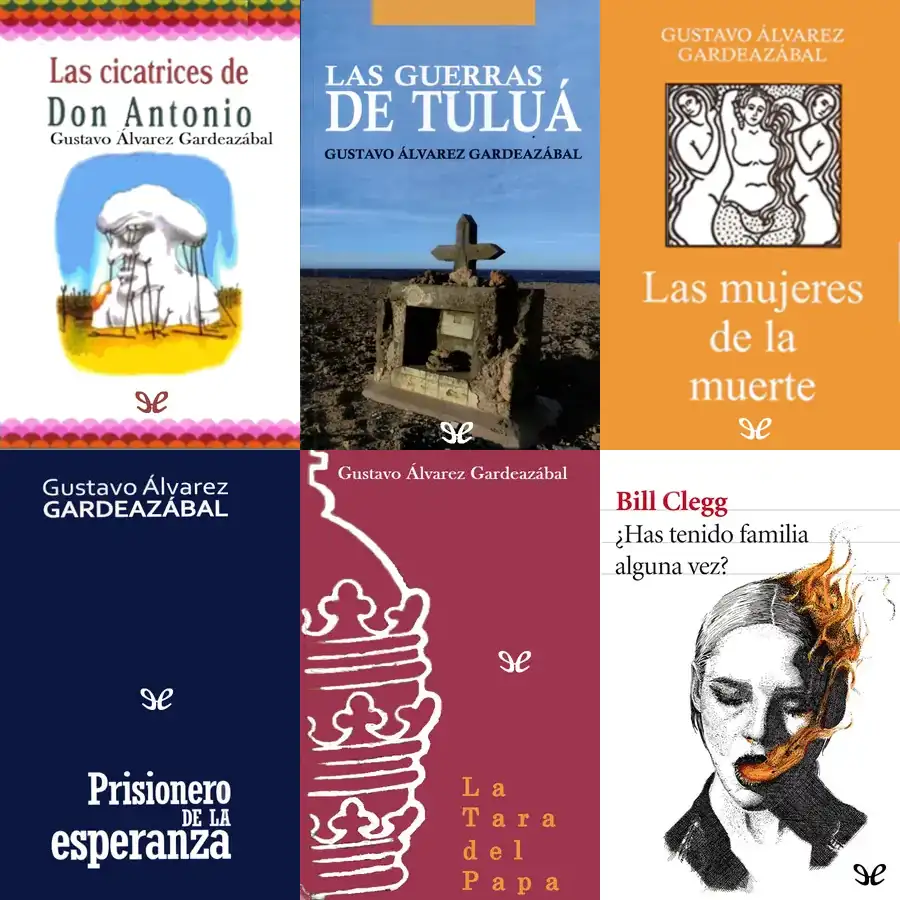 Las cicatrices de
Don Antonio
Gustavo Álvarez Gardeazábal
LAS GUERRAS
DE TULUÁ
GUSTAVO ÁLVAREZ GARDEAZÁBAL
GUSTAVO ÁLVAREZ
GARDEAZÁBAL
Las mujeres
de la
muerte
Gustavo Álvarez
GARDEAZÁBAL
Prisionero
DE LA
esperanza
Gustavo Álvarez Gardeazábal
La
Tara
del
Papa
Bill Clegg
¿Has tenido familia
alguna vez?